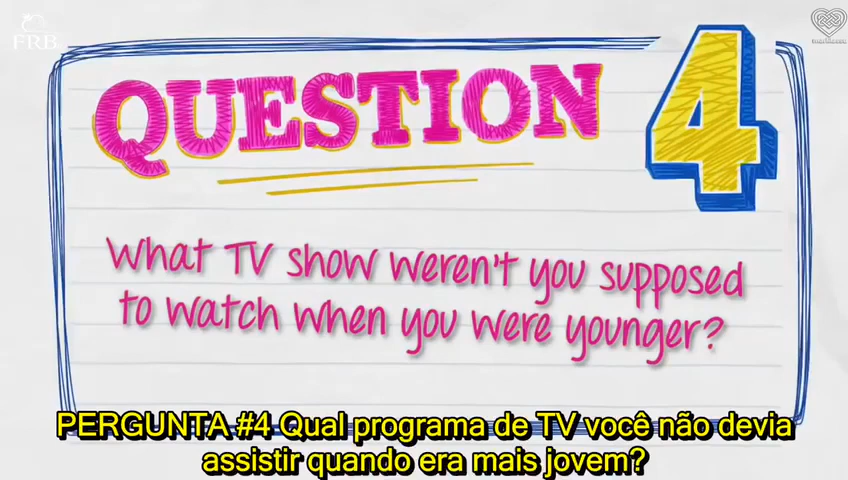 FRB
QUESTION 4
What TV show weren't you supposed
to watch when you were younger?
PERGUNTA #4 Qual programa de TV você não devia
assistir quando era mais jovem?